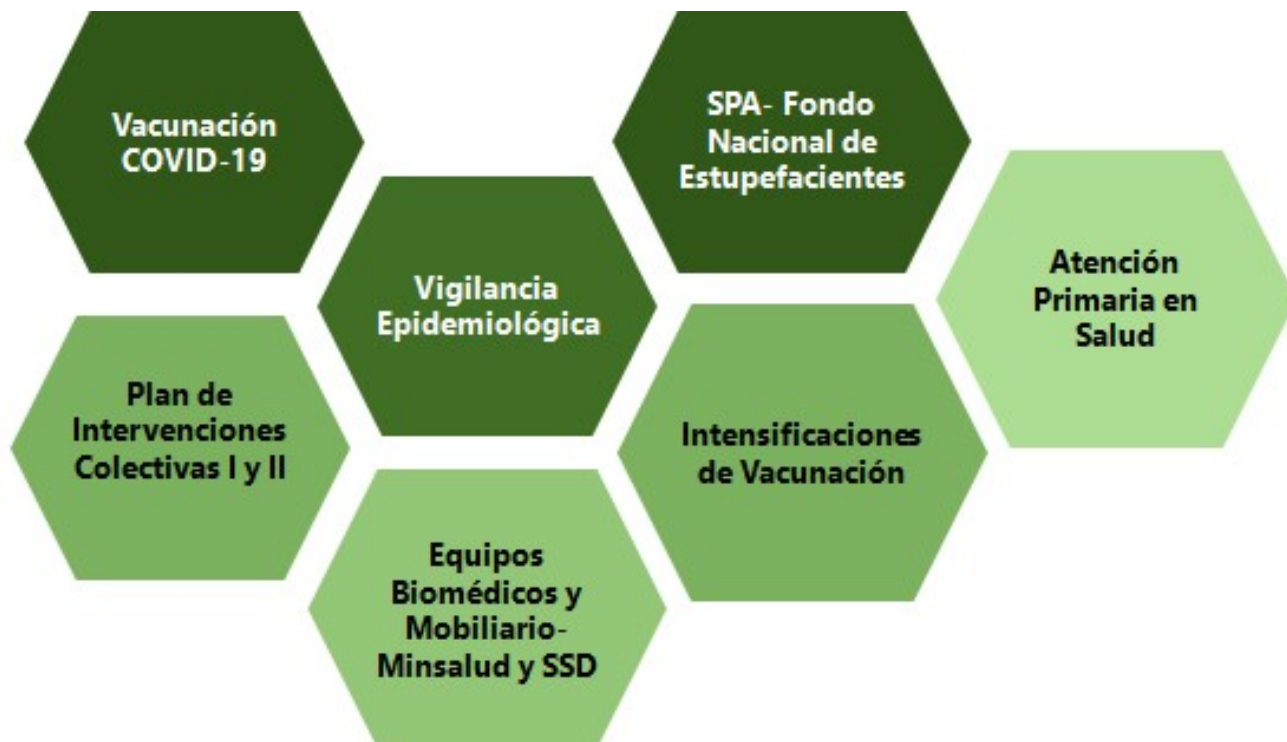 Vacunación
COVID-19
SPA- Fondo
Nacional de
Estupefacientes
Vigilancia
Epidemiológica
Atención
Primaria en
Salud
Plan de
Intervenciones
Colectivas I y II
Intensificaciones
de Vacunación
Equipos
Biomédicos y
Mobiliario-
Minsalud y SSD